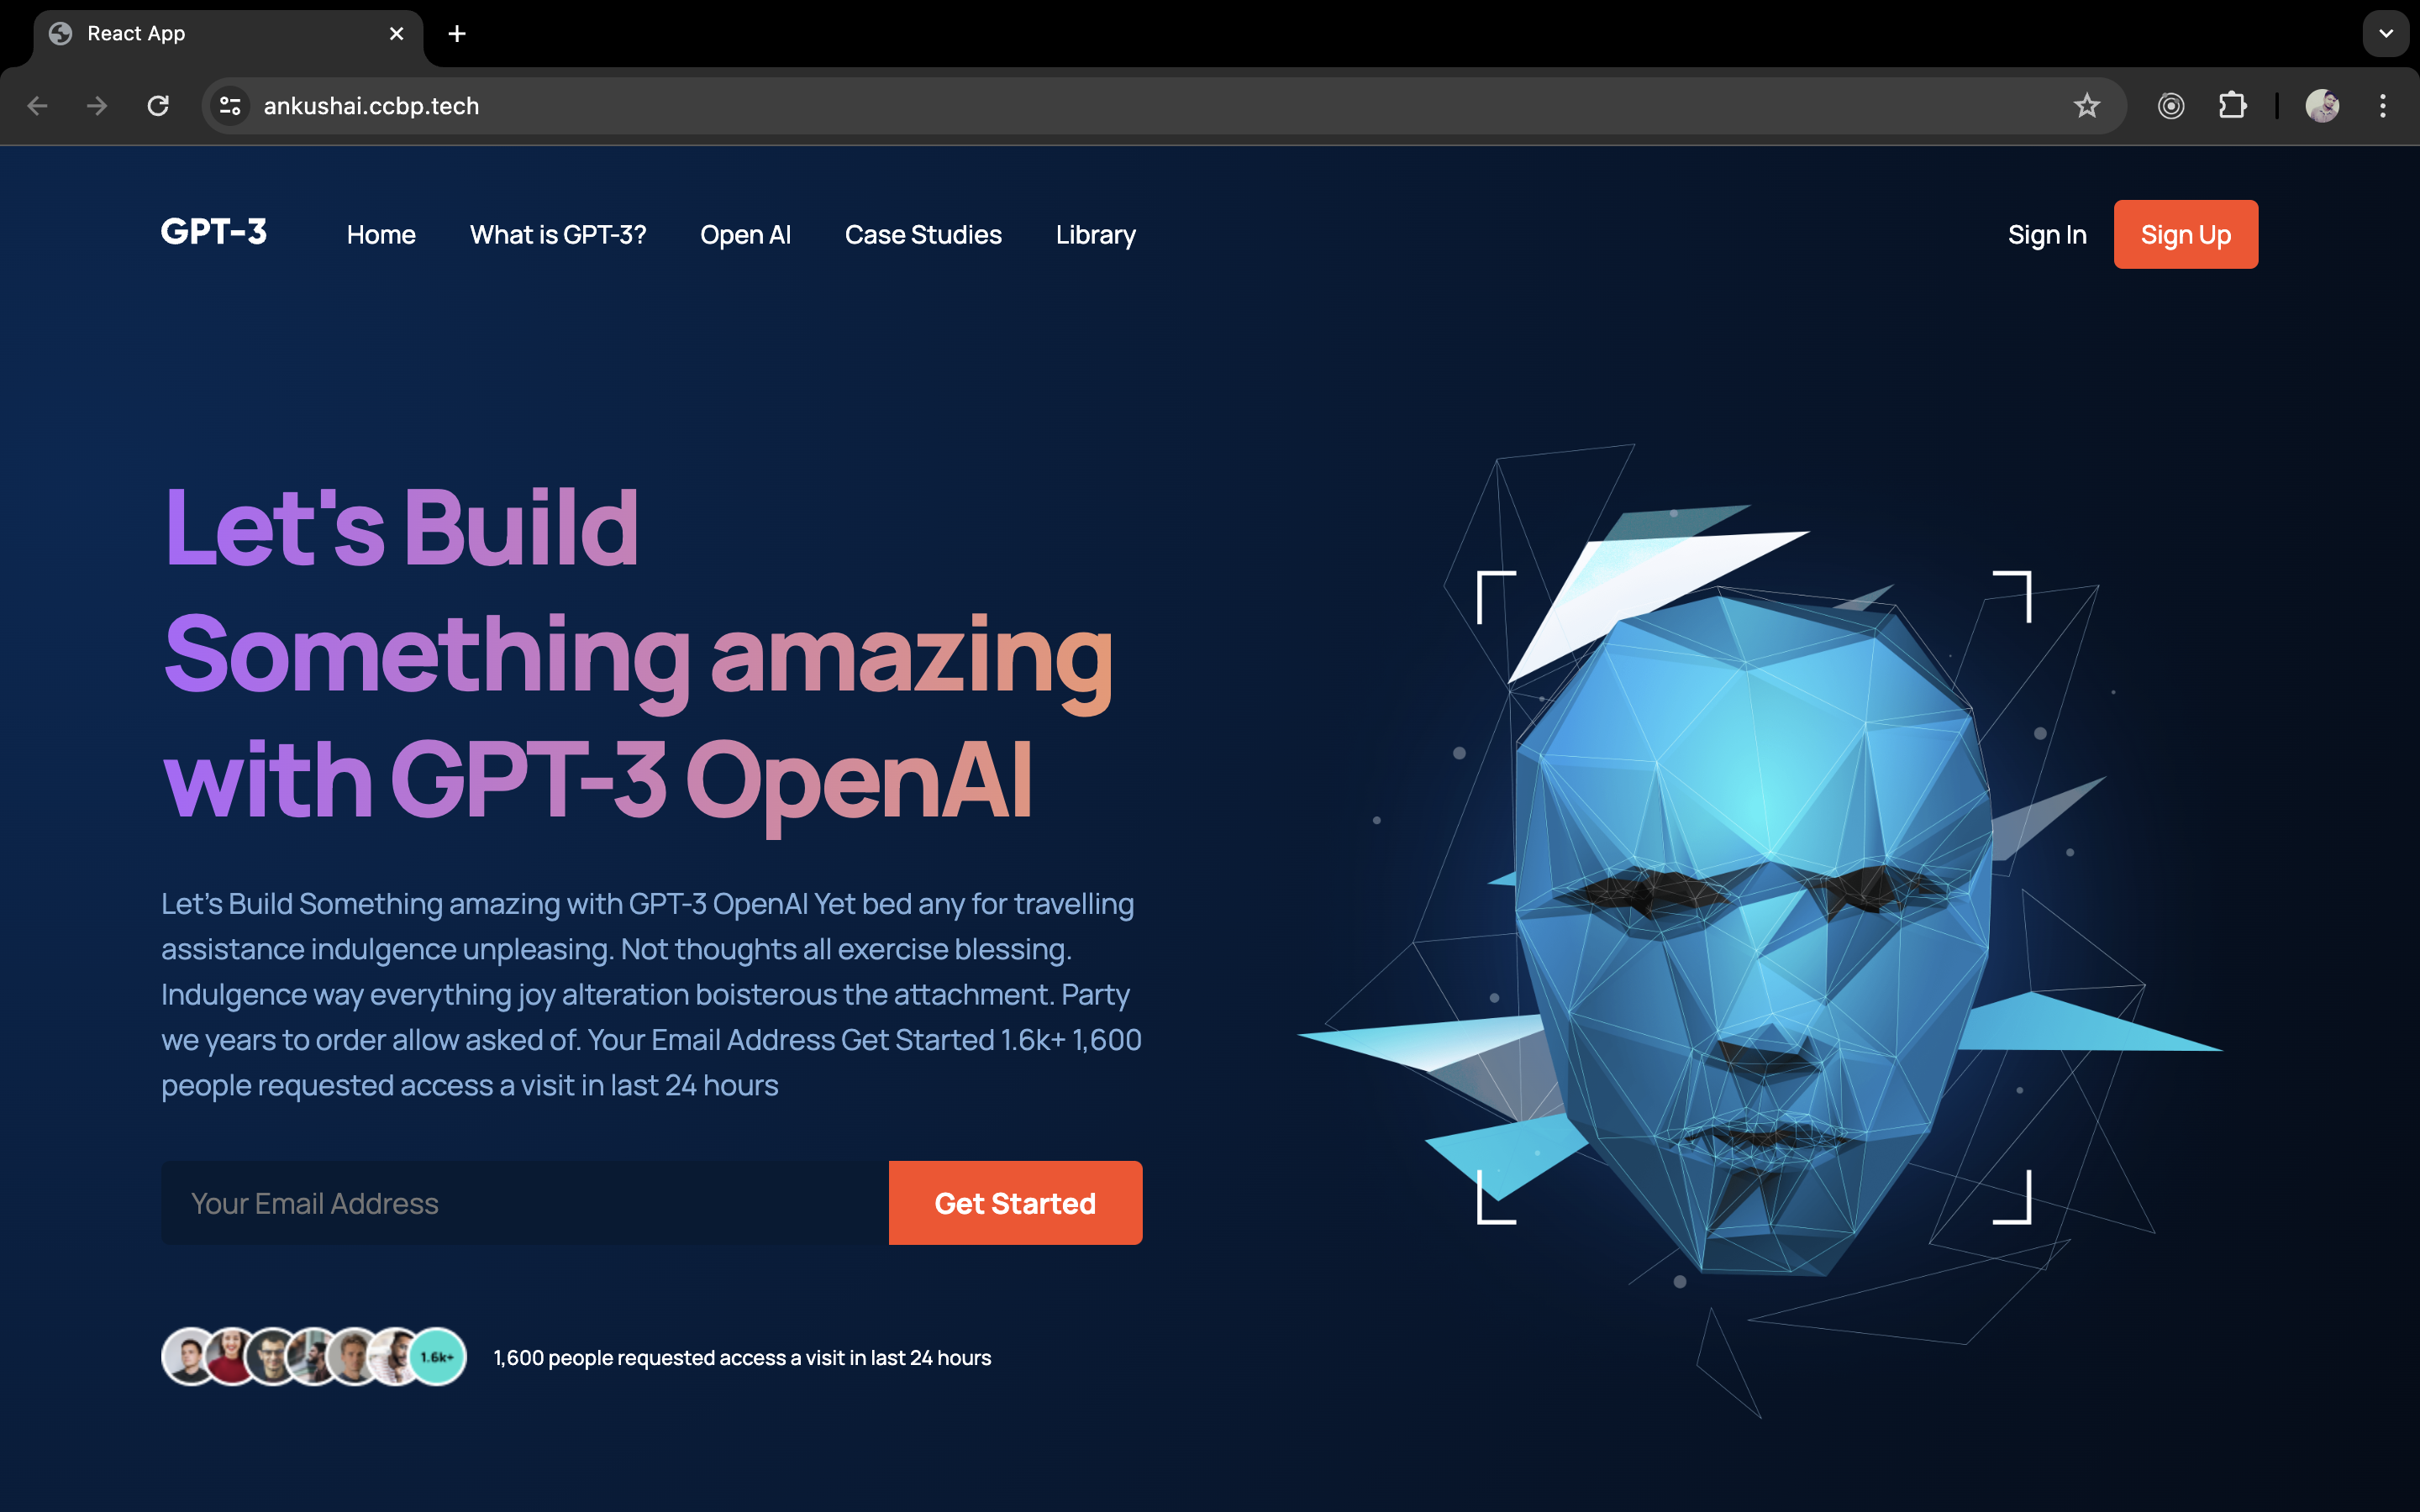 React App
ankushai.ccbp.tech
GPT-3 Home What is GPT-3? Open AI Case Studies Library Sign In Sign Up
Let's Build
Something amazing
with GPT-3 OpenAI
Let's Build Something amazing with GPT-3 OpenAI Yet bed any for travelling
assistance indulgence unpleasing. Not thoughts all exercise blessing.
Indulgence way everything joy alteration boisterous the attachment. Party
we years to order allow asked of. Your Email Address Get Started 1.6k+ 1,600
people requested access a visit in last 24 hours
Your Email Address Get Started
1.6k+ 1,600 people requested access a visit in last 24 hours